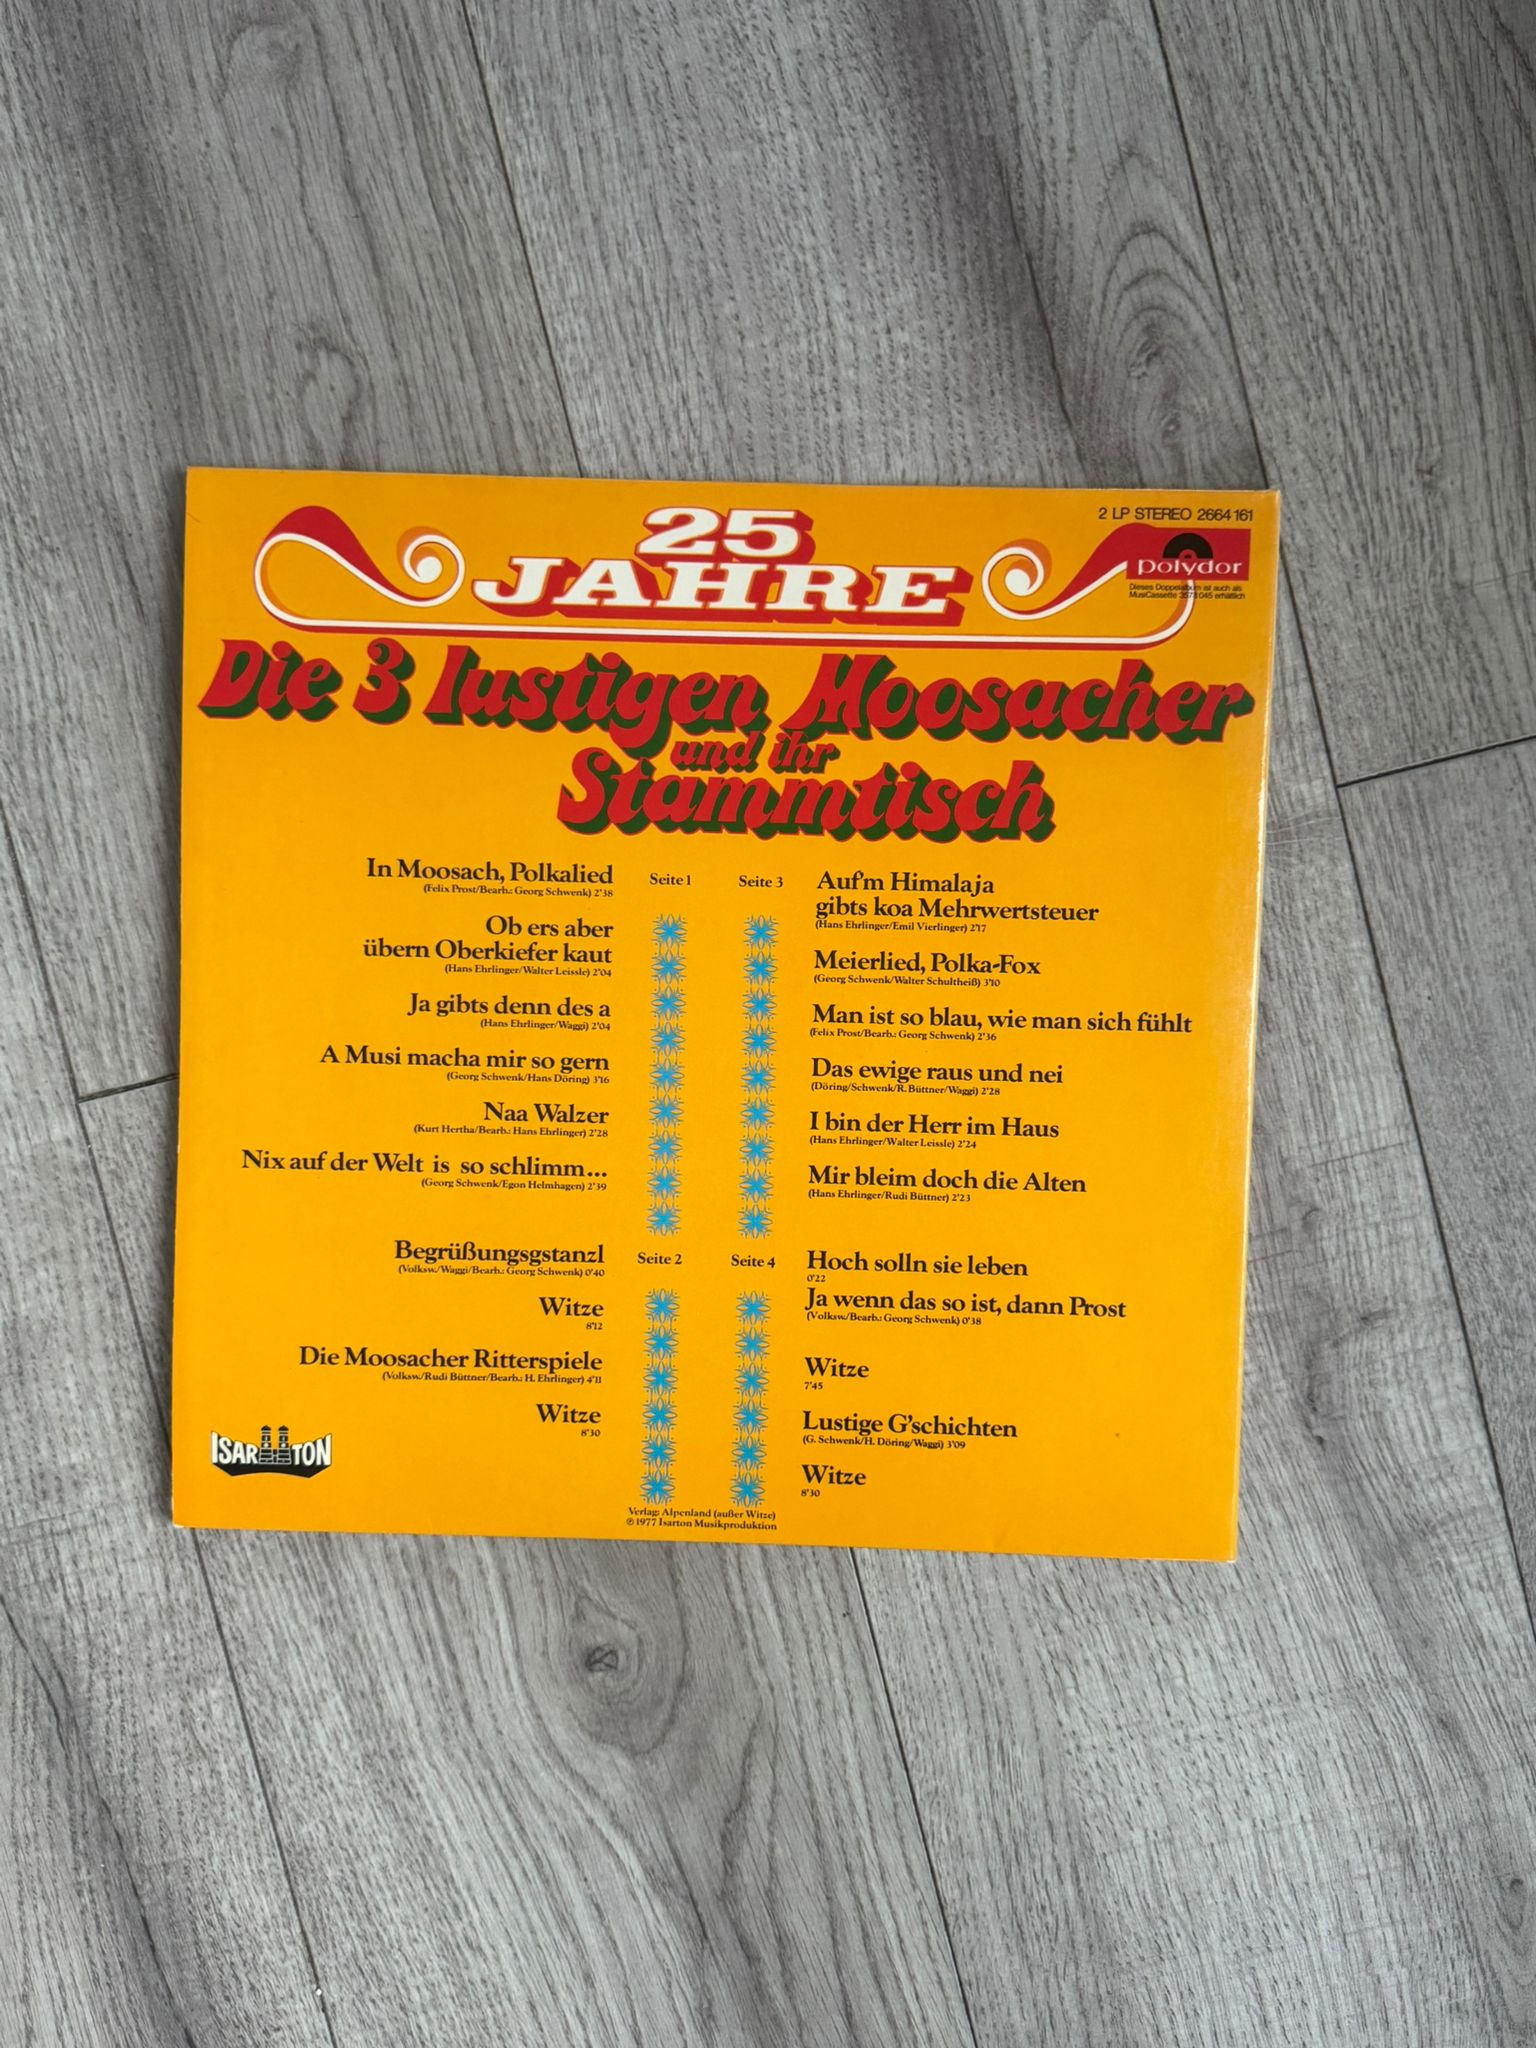 2 LP STEREO 2664 161
25
JAHRE
polydor
Dieses Doppelalbum ist auch als
MusiCassette 3578 045 erhältlich
Die 3 lustigen Moosacher
und ihr
Stammtisch
Seite 1
In Moosach, Polkalied
(Felix Prost/Bearb.: Georg Schwenk) 2'38
Ob ers aber
übern Oberkiefer kaut
(Hans Ehrlinger/Walter Leissle) 2'04
Ja gibts denn des a
(Hans Ehrlinger/Waggi) 2'04
A Musi macha mir so gern
(Georg Schwenk/Hans Döring) 3'16
Naa Walzer
(Kurt Hertha/Bearb.: Hans Ehrlinger) 2'28
Nix auf der Welt is so schlimm...
(Georg Schwenk/Egon Helmhagen) 2'39
Seite 2
Begrüßungsgstanzl
(Volksw./Waggi/Bearb.: Georg Schwenk) 0'40
Witze
8'12
Die Moosacher Ritterspiele
(Volksw./Rudi Büttner/Bearb.: H. Ehrlinger) 4'11
Witze
8'30
Seite 3
Auf'm Himalaja
gibts koa Mehrwertsteuer
(Hans Ehrlinger/Emil Vierlinger) 2'17
Meierlied, Polka-Fox
(Georg Schwenk/Walter Schultheiß) 3'10
Man ist so blau, wie man sich fühlt
(Felix Prost/Bearb.: Georg Schwenk) 2'36
Das ewige raus und nei
(Döring/Schwenk/R. Büttner/Waggi) 2'28
I bin der Herr im Haus
(Hans Ehrlinger/Walter Leissle) 2'24
Mir bleim doch die Alten
(Hans Ehrlinger/Rudi Büttner) 2'23
Seite 4
Hoch solln sie leben
0'22
Ja wenn das so ist, dann Prost
(Volksw./Bearb.: Georg Schwenk) 0'38
Witze
7'45
Lustige G'schichten
(G. Schwenk/H. Döring/Waggi) 3'09
Witze
8'30
ISARTON
Verlag: Alpenland (außer Witze)
℗ 1977 Isarton Musikproduktion